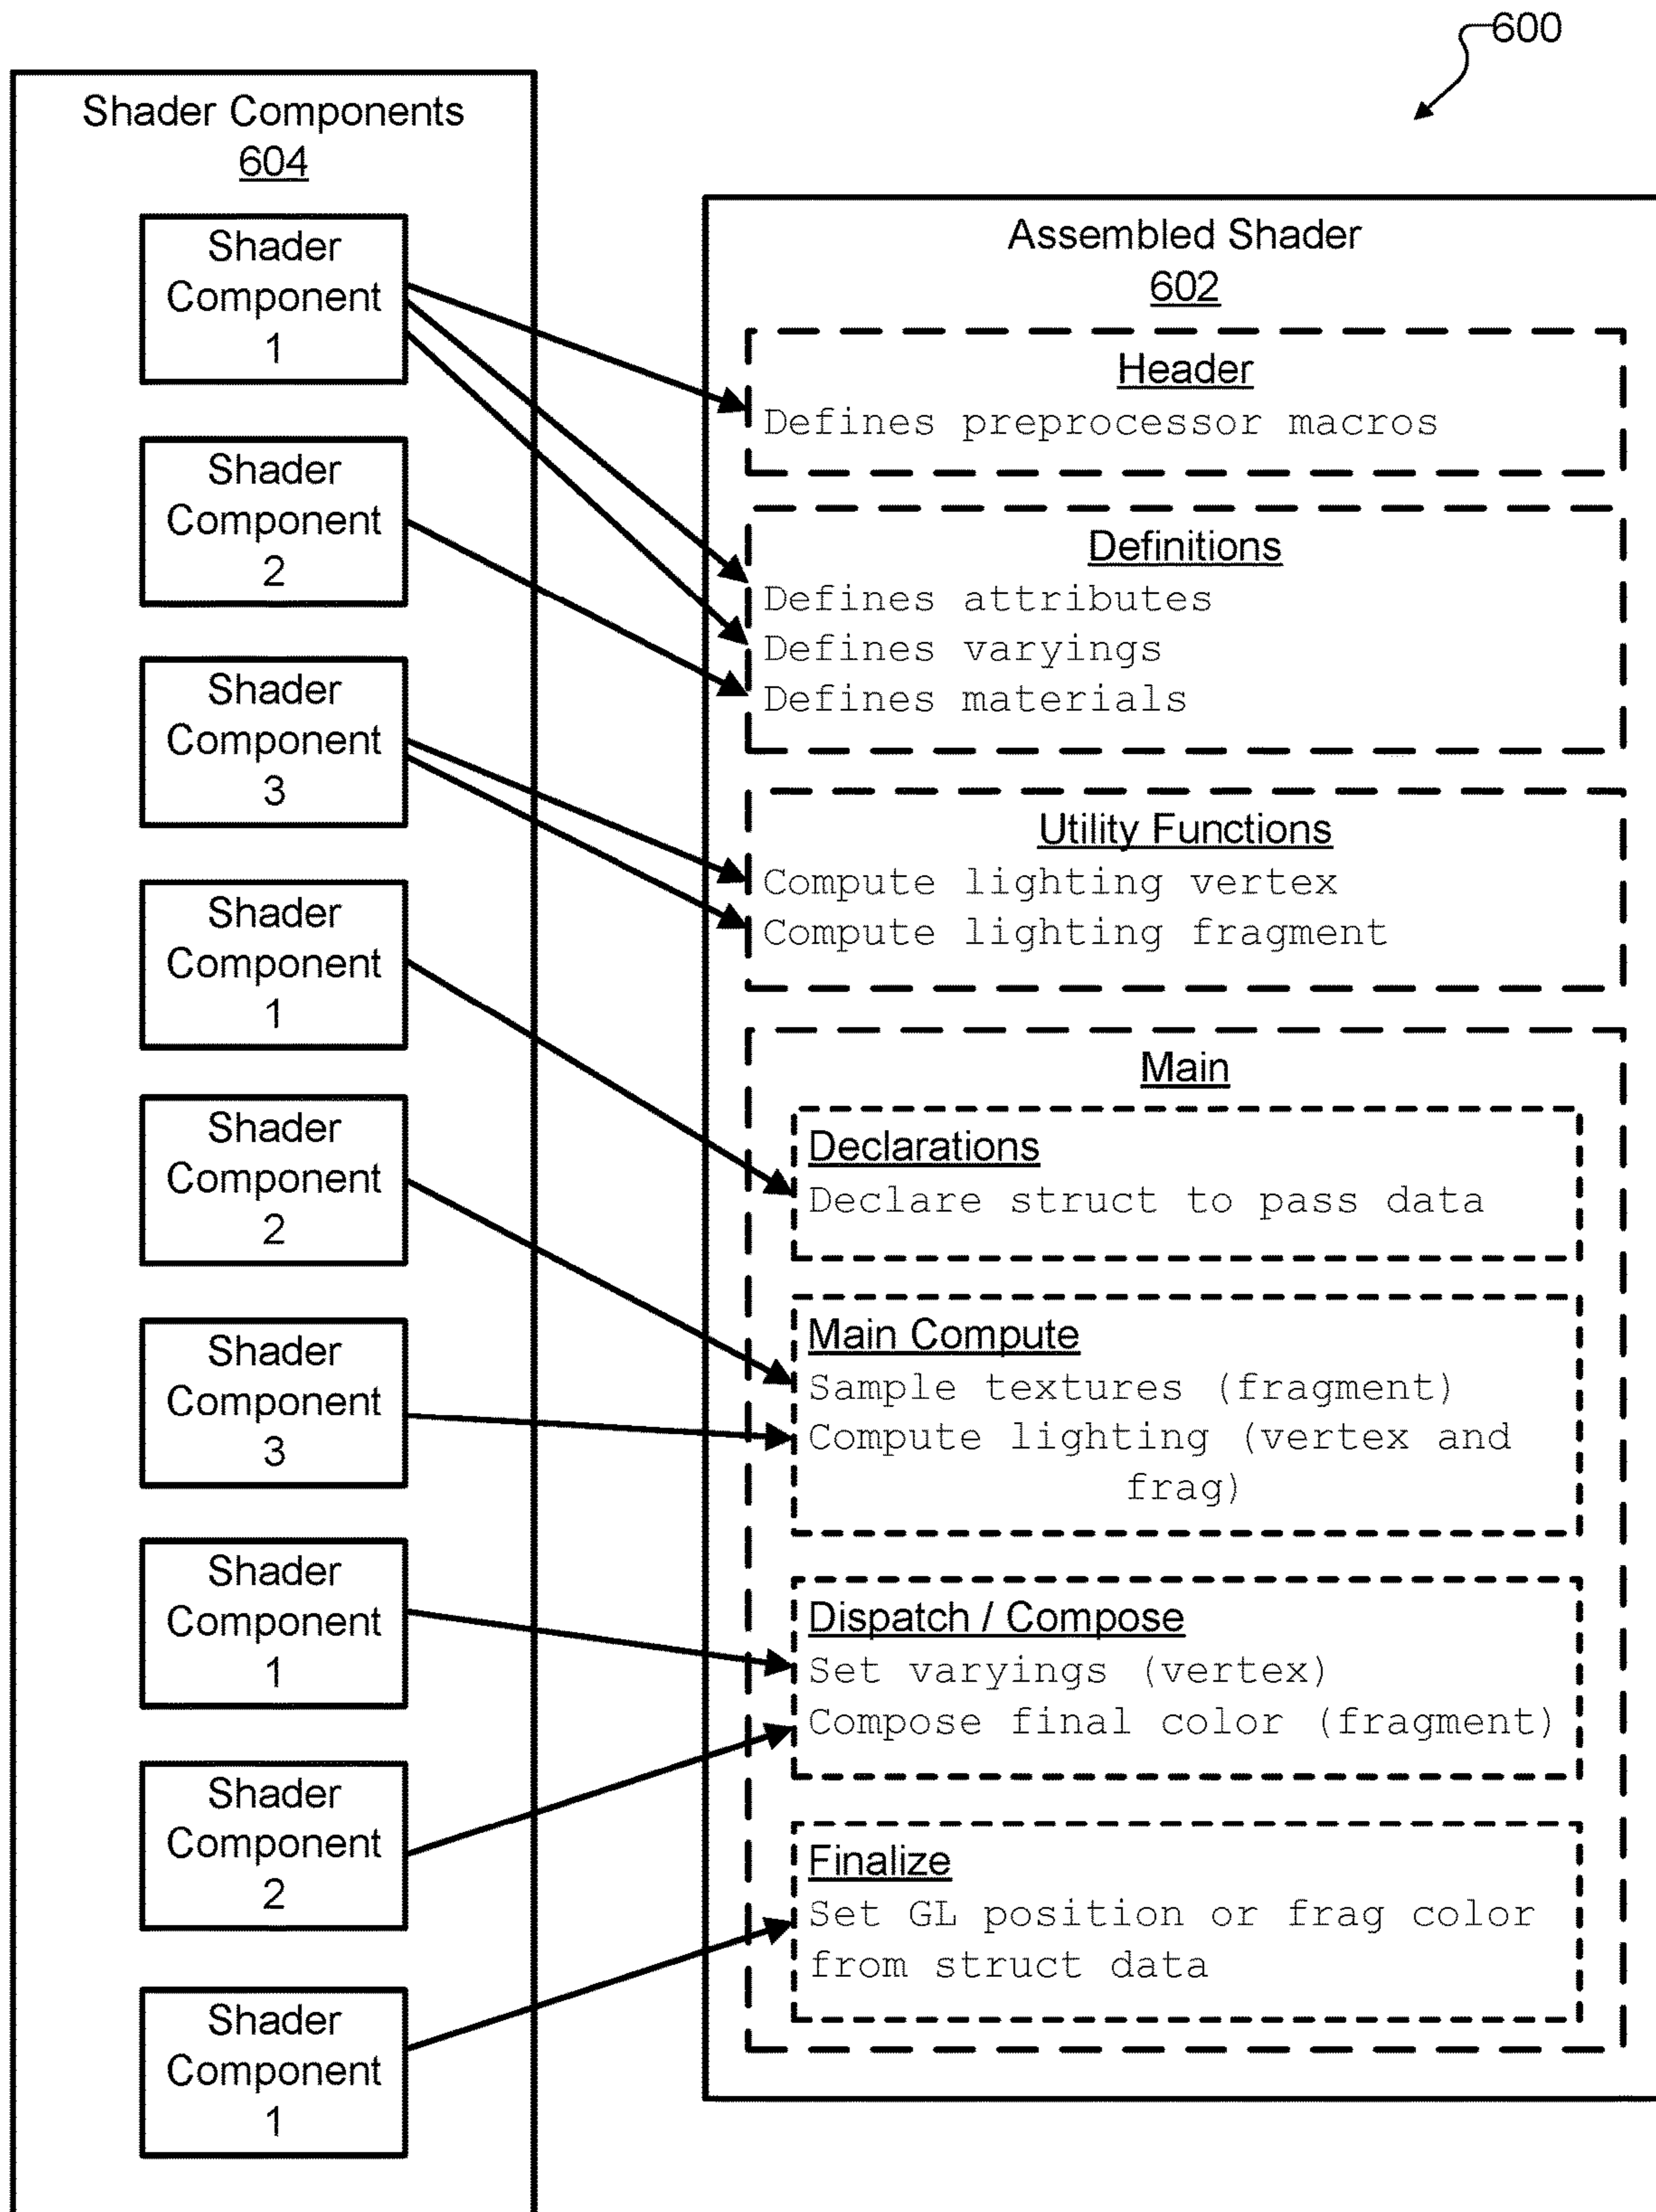 600
Shader Components
604
Shader
Component
1
Shader
Component
2
Shader
Component
3
Shader
Component
1
Shader
Component
2
Shader
Component
3
Shader
Component
1
Shader
Component
2
Shader
Component
1
Assembled Shader
602
Header
Defines preprocessor macros
Definitions
Defines attributes
Defines varyings
Defines materials
Utility Functions
Compute lighting vertex
Compute lighting fragment
Main
Declarations
Declare struct to pass data
Main Compute
Sample textures (fragment)
Compute lighting (vertex and
frag)
Dispatch / Compose
Set varyings (vertex)
Compose final color (fragment)
Finalize
Set GL position or frag color
from struct data